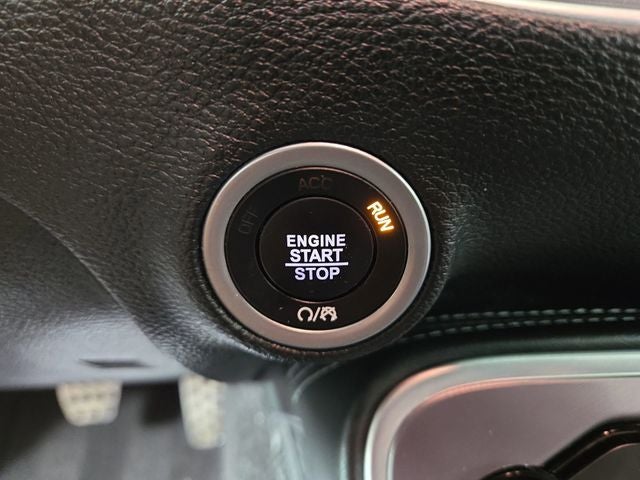 ACC
OFF
RUN
ENGINE
START
STOP